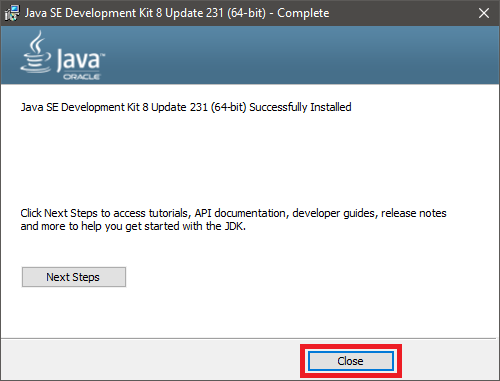 Java SE Development Kit 8 Update 231 (64-bit) - Complete
Java™
ORACLE
Java SE Development Kit 8 Update 231 (64-bit) Successfully Installed
Click Next Steps to access tutorials, API documentation, developer guides, release notes
and more to help you get started with the JDK.
Next Steps
Close